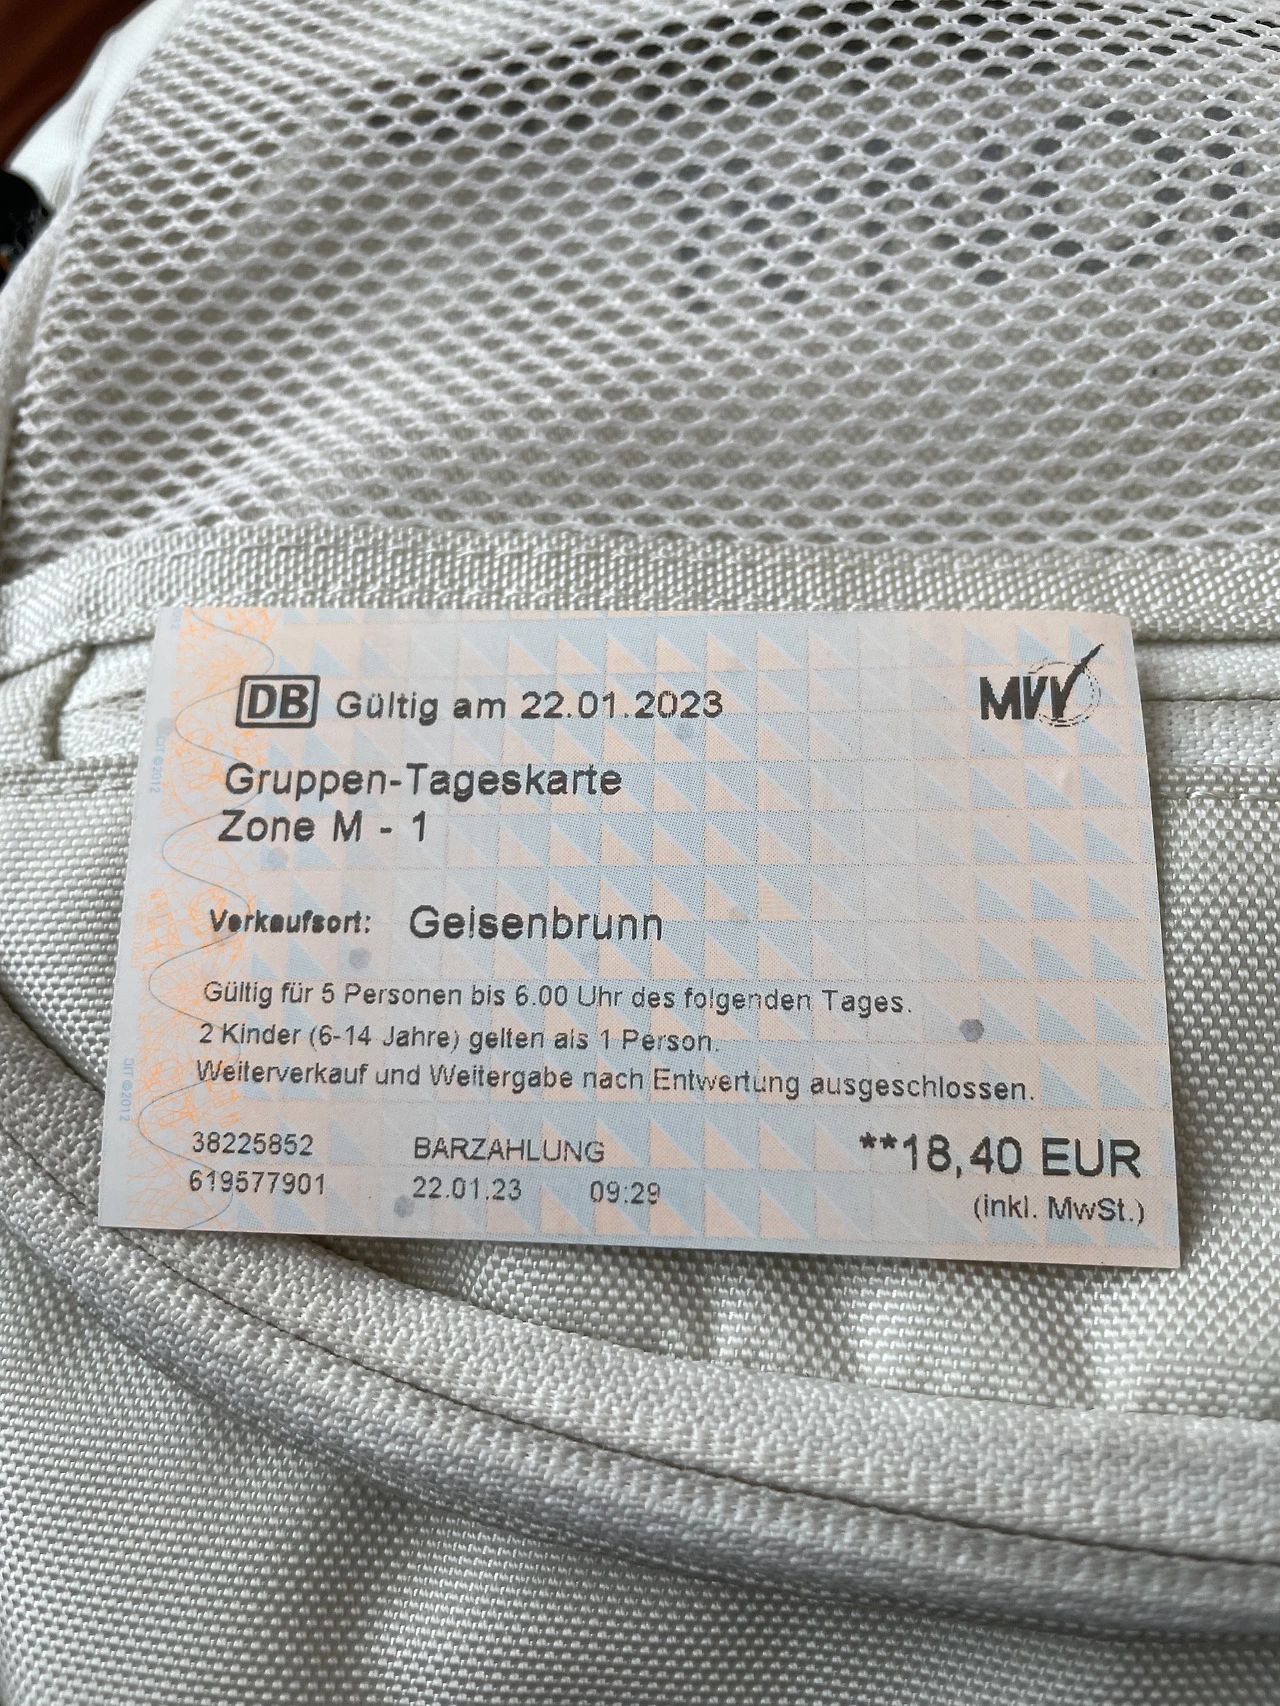 DB Gültig am 22.01.2023 MVV
Gruppen-Tageskarte
Zone M - 1
Verkaufsort: Geisenbrunn
Gültig für 5 Personen bis 6.00 Uhr des folgenden Tages.
2 Kinder (6-14 Jahre) gelten als 1 Person.
Weiterverkauf und Weitergabe nach Entwertung ausgeschlossen.
38225852 BARZAHLUNG **18,40 EUR
619577901 22.01.23 09:29 (inkl. MwSt.)